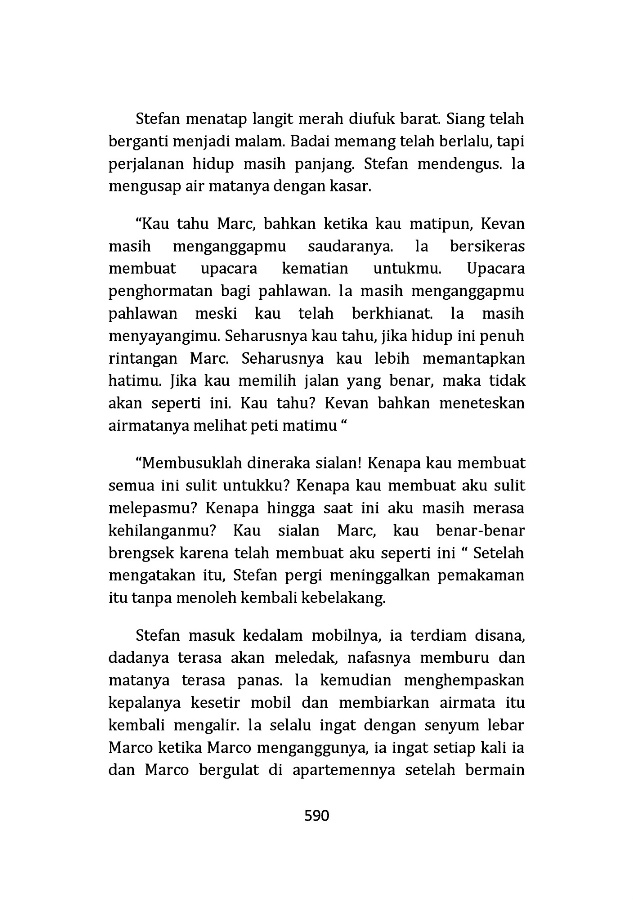 Stefan menatap langit merah diufuk barat. Siang telah
berganti menjadi malam. Badai memang telah berlalu, tapi
perjalanan hidup masih panjang. Stefan mendengus. Ia
mengusap air matanya dengan kasar.
“Kau tahu Marc, bahkan ketika kau matipun, Kevan
masih menganggapmu saudaranya. Ia bersikeras
membuat upacara kematian untukmu. Upacara
penghormatan bagi pahlawan. Ia masih menganggapmu
pahlawan meski kau telah berkhianat. Ia masih
menyayangimu. Seharusnya kau tahu, jika hidup ini penuh
rintangan Marc. Seharusnya kau lebih memantapkan
hatimu. Jika kau memilih jalan yang benar, maka tidak
akan seperti ini. Kau tahu? Kevan bahkan meneteskan
airmatanya melihat peti matimu “
“Membusuklah dineraka sialan! Kenapa kau membuat
semua ini sulit untukku? Kenapa kau membuat aku sulit
melepasmu? Kenapa hingga saat ini aku masih merasa
kehilanganmu? Kau sialan Marc, kau benar-benar
brengsek karena telah membuat aku seperti ini “ Setelah
mengatakan itu, Stefan pergi meninggalkan pemakaman
itu tanpa menoleh kembali kebelakang.
Stefan masuk kedalam mobilnya, ia terdiam disana,
dadanya terasa akan meledak, nafasnya memburu dan
matanya terasa panas. Ia kemudian menghempaskan
kepalanya kesetir mobil dan membiarkan airmata itu
kembali mengalir. Ia selalu ingat dengan senyum lebar
Marco ketika Marco menganggunya, ia ingat setiap kali ia
dan Marco bergulat di apartemennya setelah bermain
590